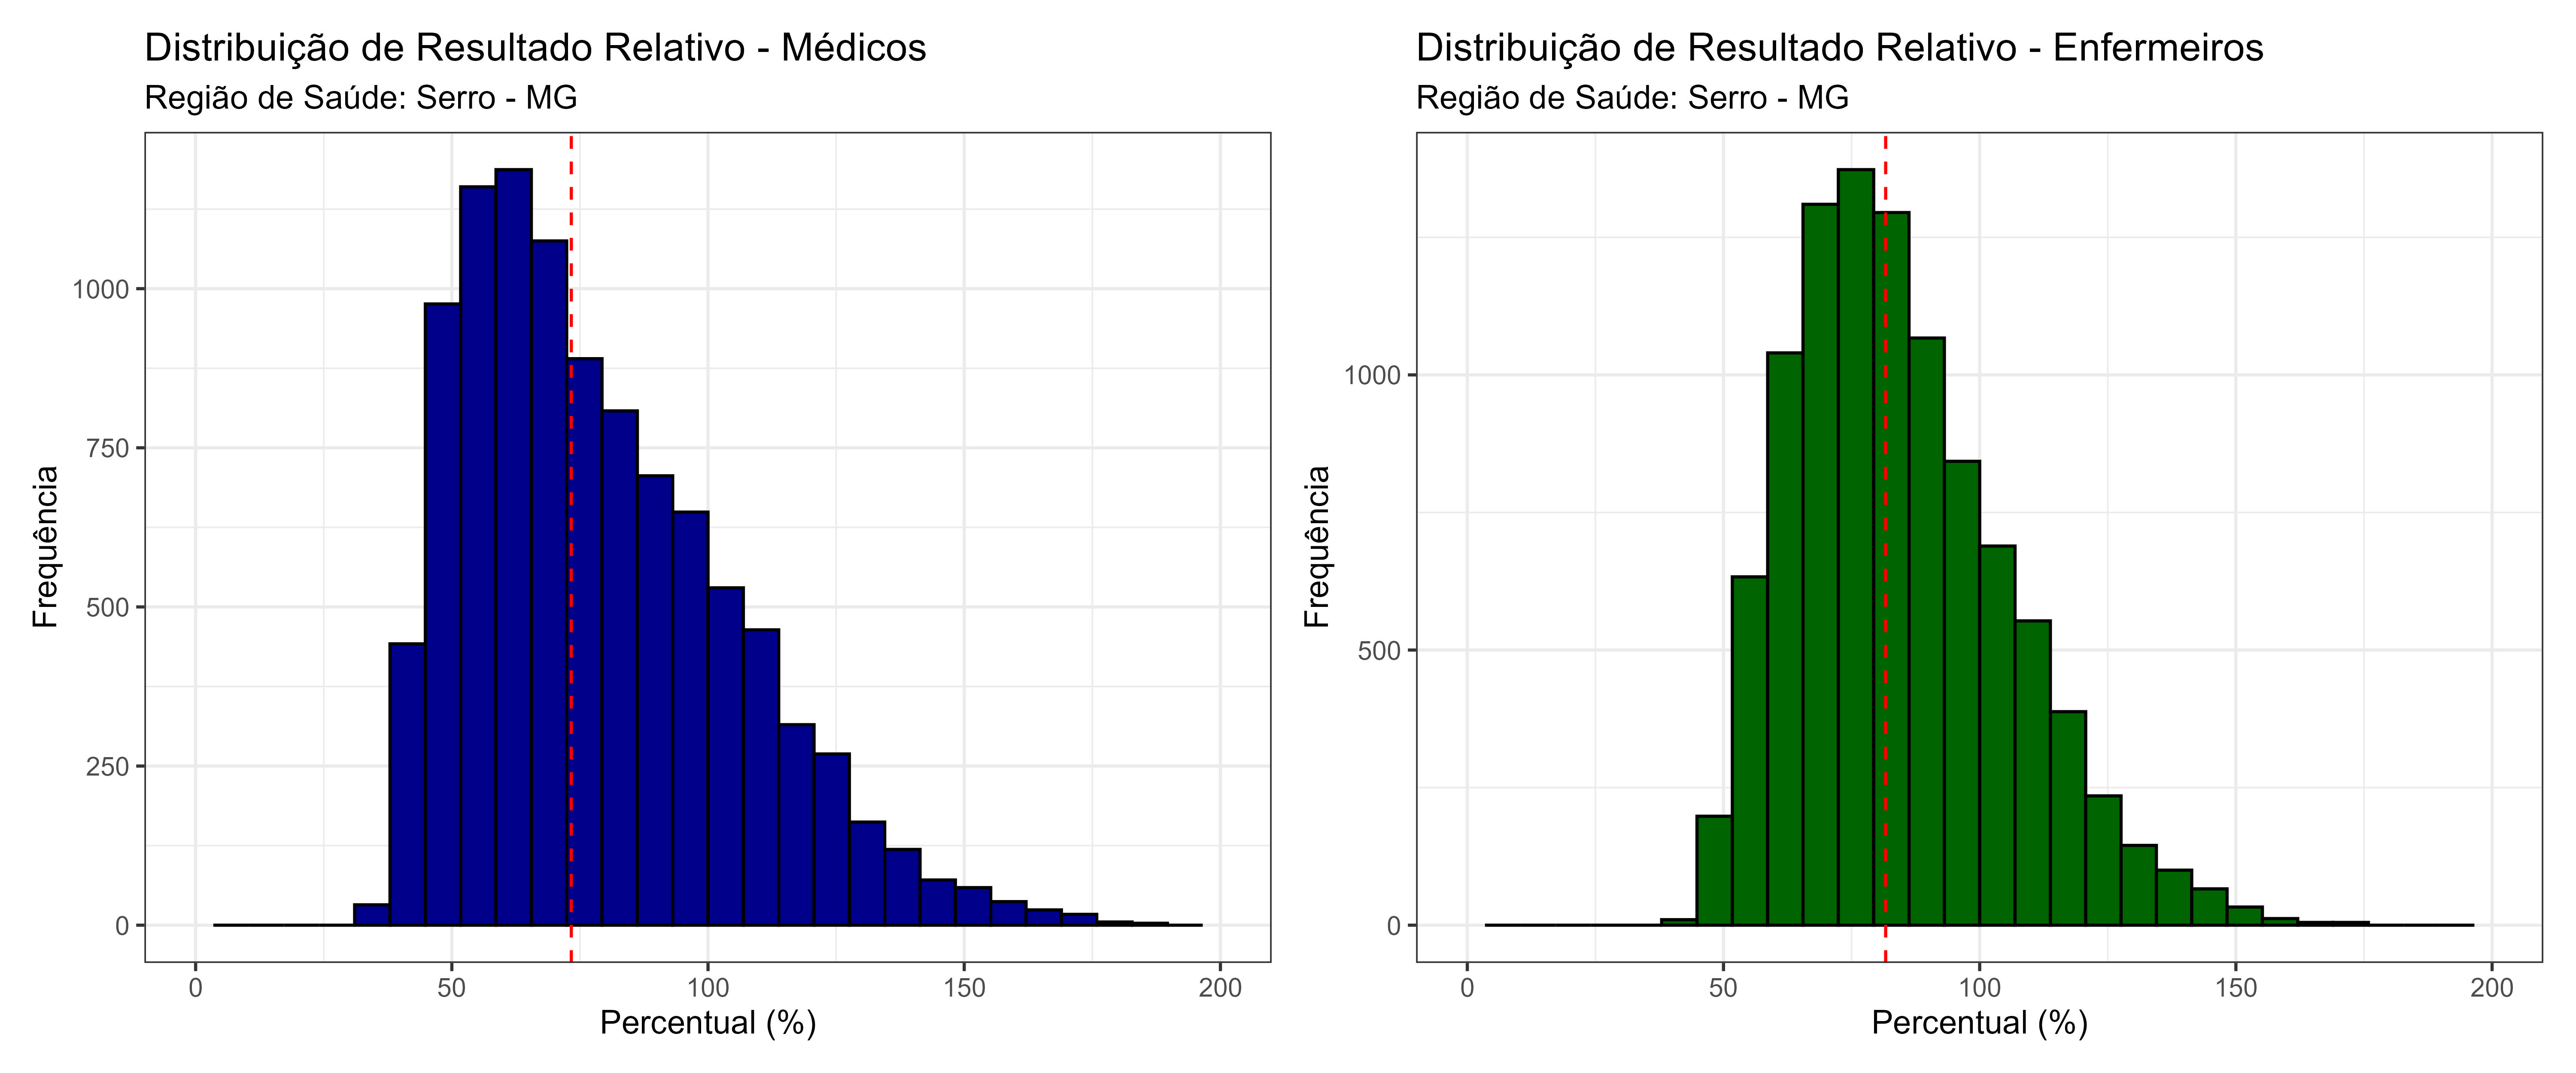 Distribuição de Resultado Relativo - Médicos
Região de Saúde: Serro - MG
Frequência
1000
750
500
250
0
0 50 100 150 200
Percentual (%)
Distribuição de Resultado Relativo - Enfermeiros
Região de Saúde: Serro - MG
Frequência
1000
500
0
0 50 100 150 200
Percentual (%)